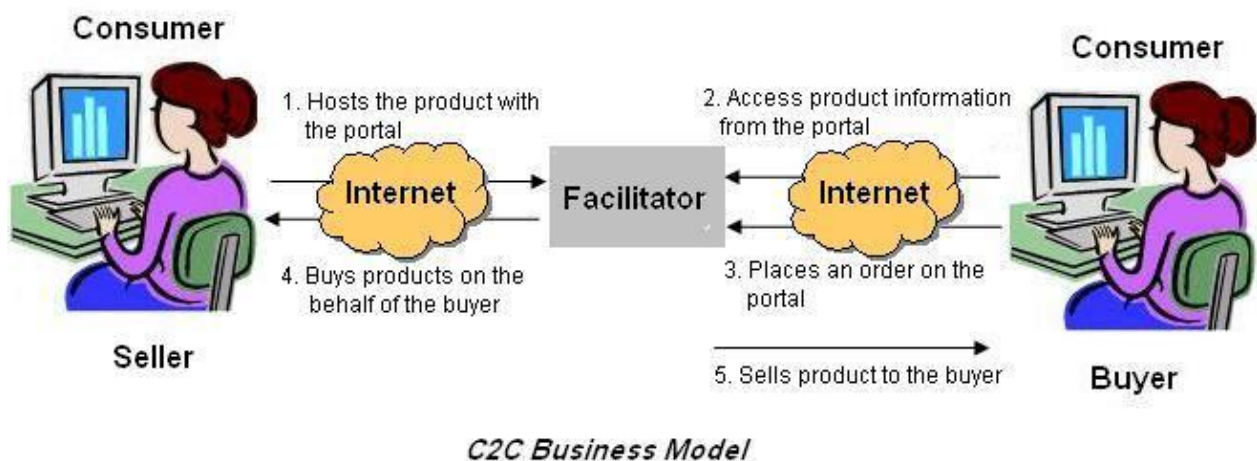 Consumer
Consumer
1. Hosts the product with
the portal
2. Access product information
from the portal
Internet
Facilitator
Internet
4. Buys products on the
behalf of the buyer
3. Places an order on the
portal
Seller
5. Sells product to the buyer
Buyer
C2C Business Model